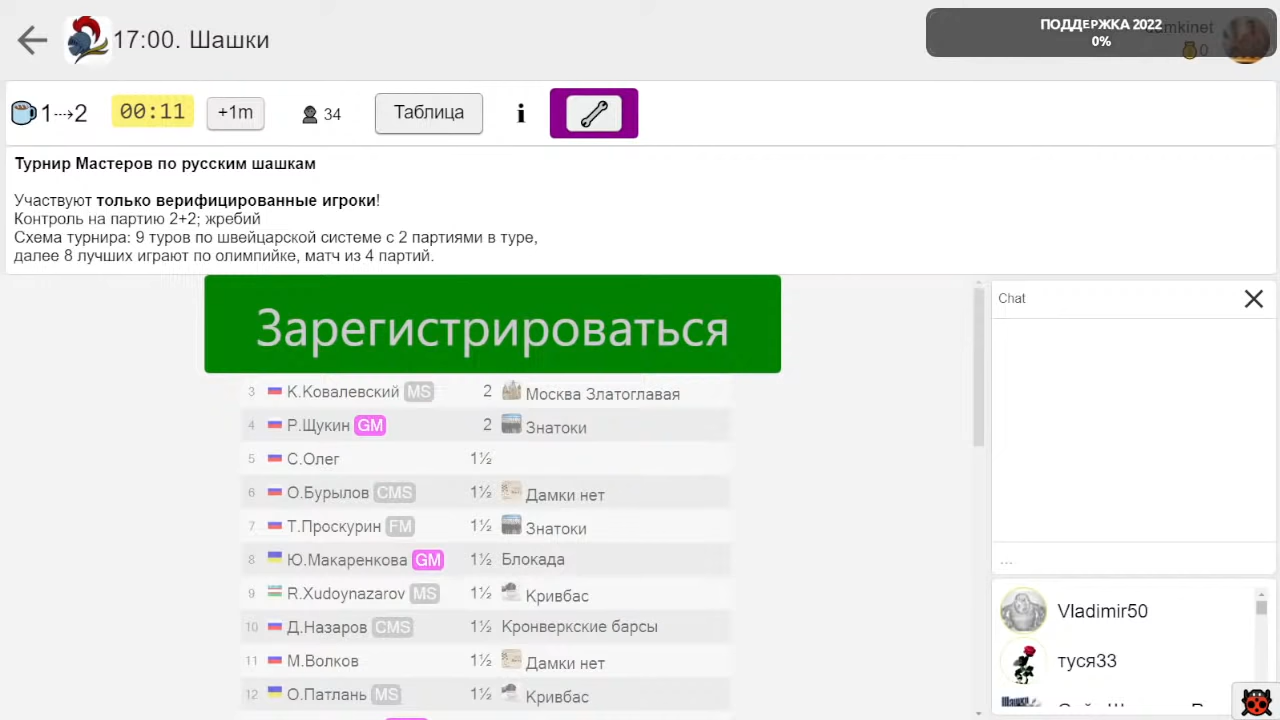 17:00. Шашки
ПОДДЕРЖКА 2022
0%
0
1 2
00:11
+1m
34
Таблица
i
Турнир Мастеров по русским шашкам
Участвуют только верифицированные игроки!
Контроль на партию 2+2; жребий
Схема турнира: 9 туров по швейцарской системе с 2 партиями в туре,
далее 8 лучших играют по олимпийке, матч из 4 партий.
Зарегистрироваться
3 К.Ковалевский MS 2 Москва Златоглавая
4 Р.Щукин GM 2 Знатоки
5 С.Олег 1½
6 О.Бурылов CMS 1½ Дамки нет
7 Т.Проскурин FM 1½ Знатоки
8 Ю.Макаренкова GM 1½ Блокада
9 R.Xudoynazarov MS 1½ Кривбас
10 Д.Назаров CMS 1½ Кронверкские барсы
11 М.Волков 1½ Дамки нет
12 О.Патлань MS 1½ Кривбас
Chat
...
Vladimir50
туся33